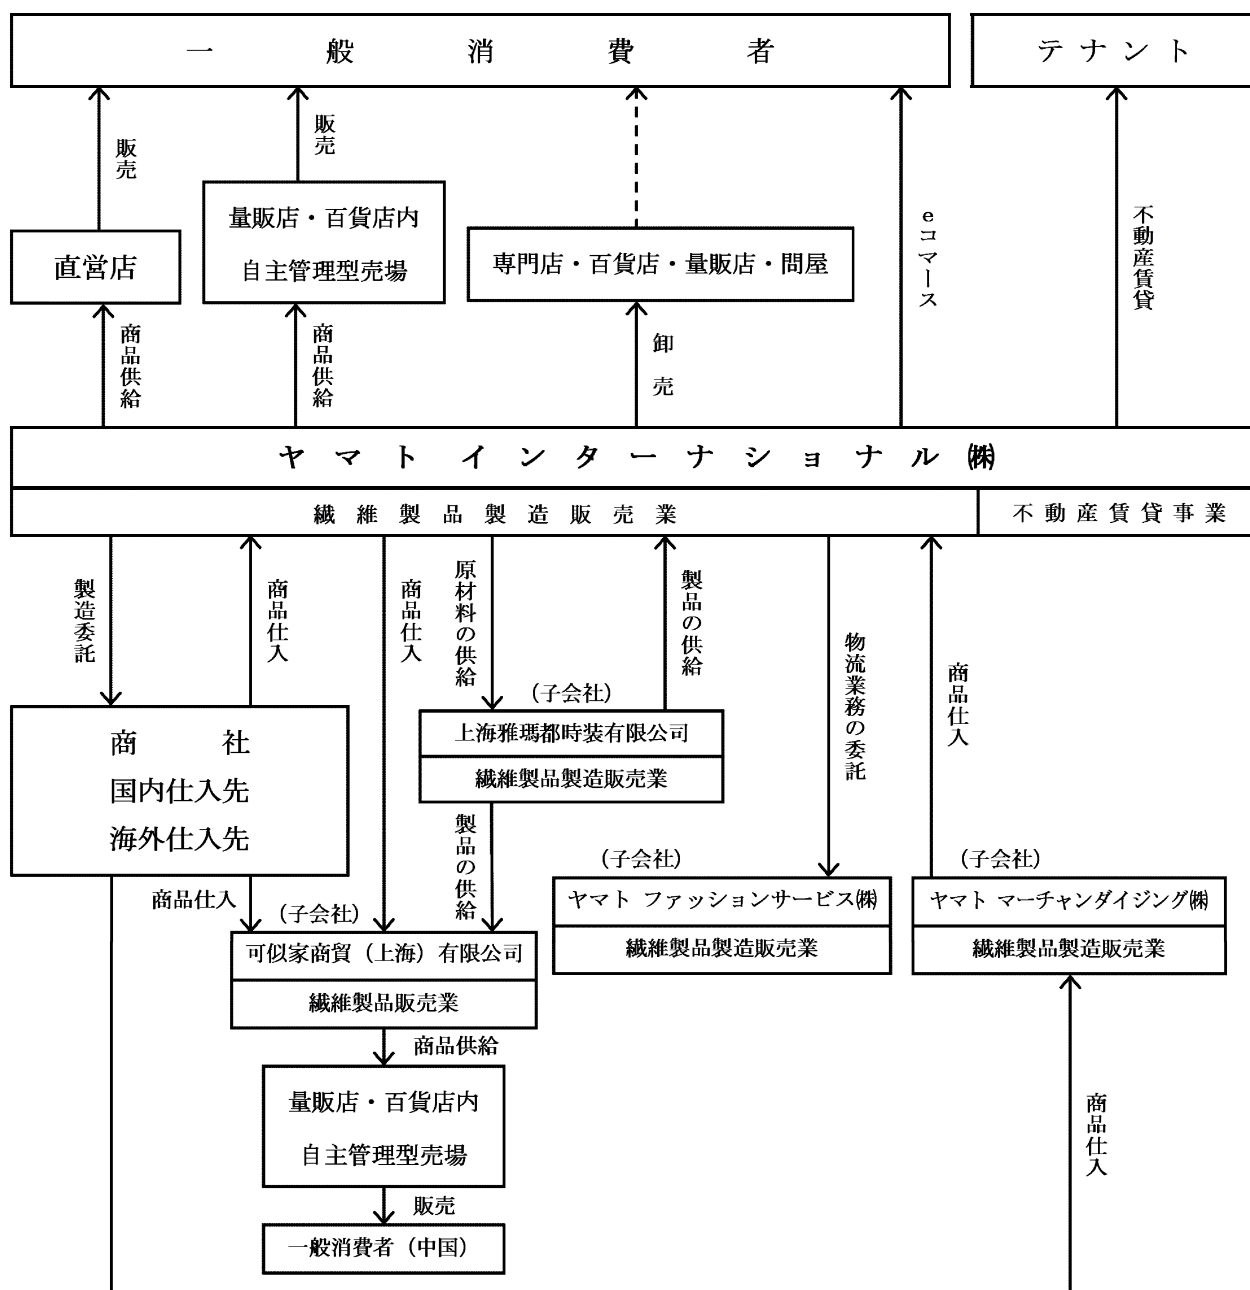 一般消費者
テナント
販売
販売
直営店
量販店・百貨店内
自主管理型売場
専門店・百貨店・量販店・問屋
eコマース
不動産賃貸
商品供給
商品供給
卸売
ヤマトインターナショナル㈱
繊維製品製造販売業
不動産賃貸事業
製造委託
商品仕入
商品仕入
原材料の供給
製品の供給
物流業務の委託
商品仕入
商社
国内仕入先
海外仕入先
(子会社)
上海雅瑪都時装有限公司
繊維製品製造販売業
製品の供給
商品仕入
(子会社)
可似家商貿(上海)有限公司
繊維製品販売業
(子会社)
ヤマト ファッションサービス㈱
繊維製品製造販売業
(子会社)
ヤマト マーチャンダイジング㈱
繊維製品製造販売業
商品供給
量販店・百貨店内
自主管理型売場
販売
一般消費者(中国)
商品仕入